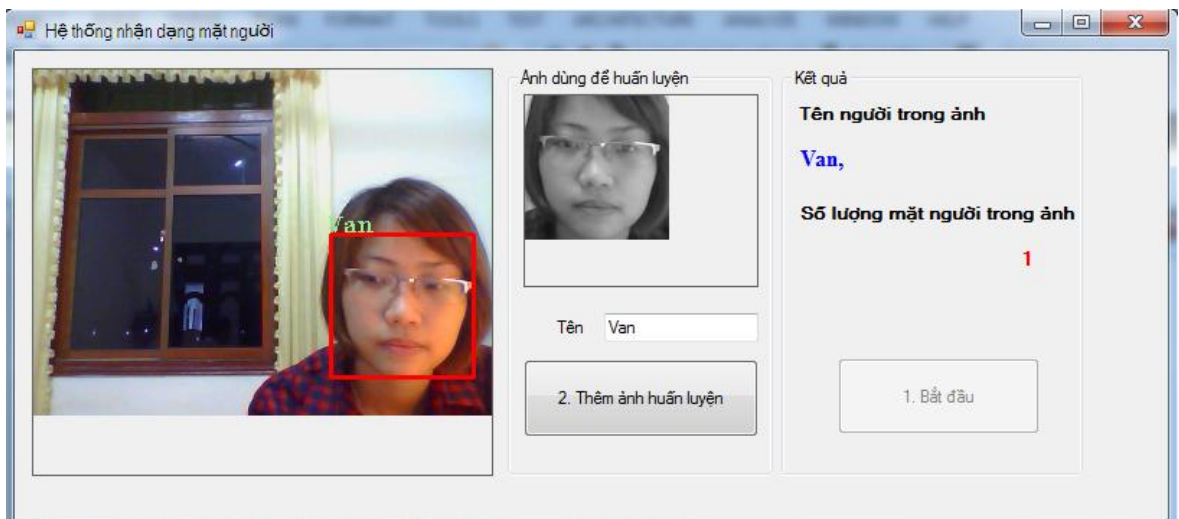 Hệ thống nhận dạng mặt người
Van
Ảnh dùng để huấn luyện
Tên Van
2. Thêm ảnh huấn luyện
Kết quả
Tên người trong ảnh
Van,
Số lượng mặt người trong ảnh
1
1. Bắt đầu